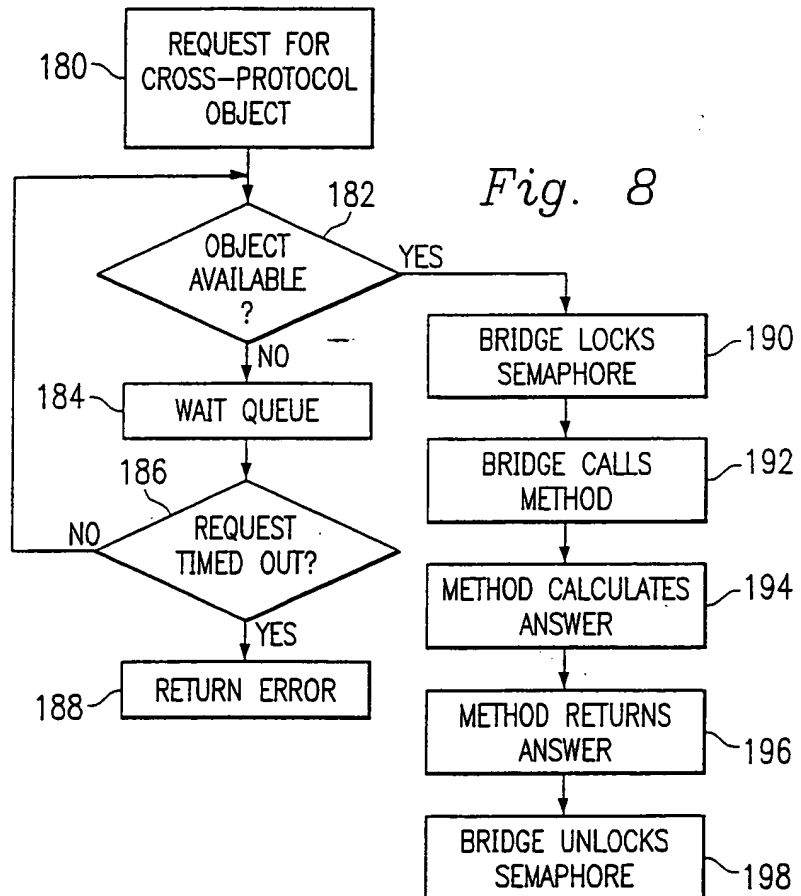 180
REQUEST FOR
CROSS-PROTOCOL
OBJECT
Fig. 8
182
OBJECT
AVAILABLE
?
YES
NO
184
WAIT QUEUE
186
REQUEST
TIMED OUT?
NO
YES
188
RETURN ERROR
BRIDGE LOCKS
SEMAPHORE
190
BRIDGE CALLS
METHOD
192
METHOD CALCULATES
ANSWER
194
METHOD RETURNS
ANSWER
196
BRIDGE UNLOCKS
SEMAPHORE
198